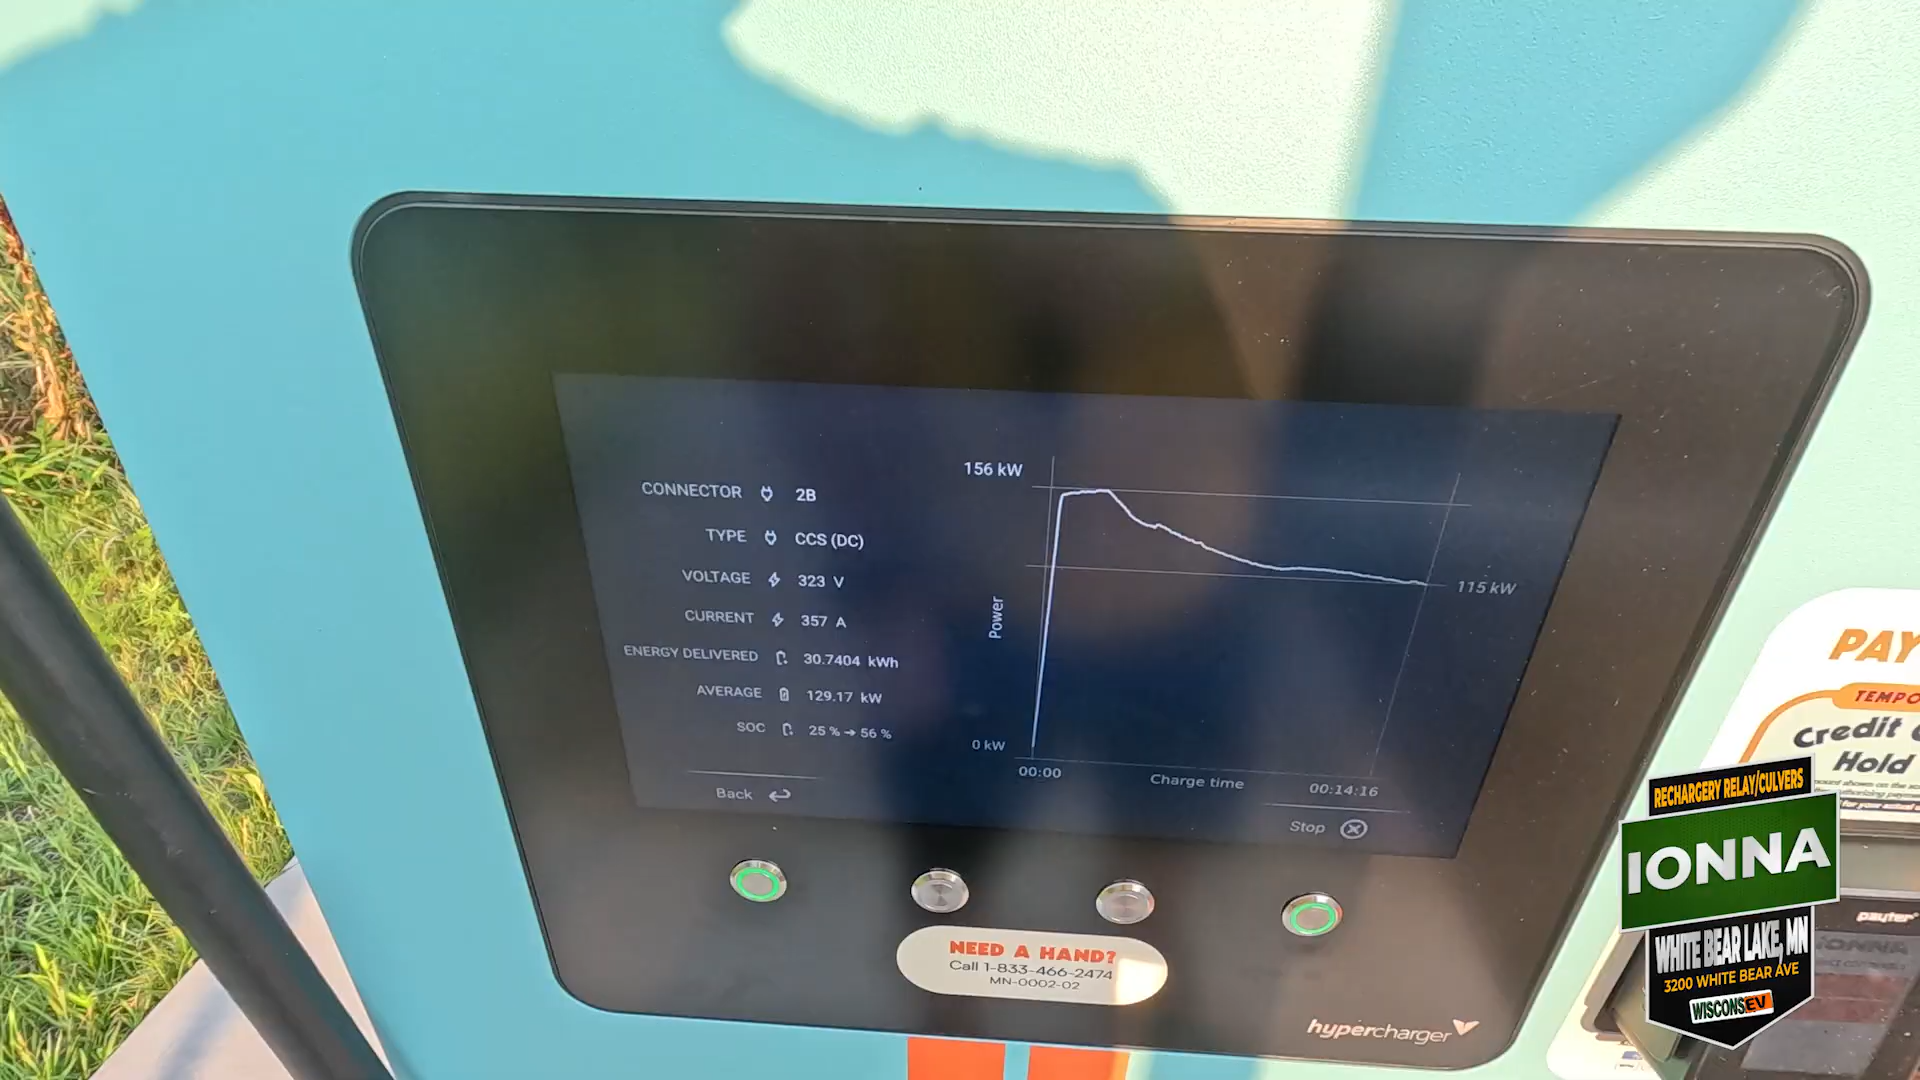 CONNECTOR 2B
TYPE CCS (DC)
VOLTAGE 323 V
CURRENT 357 A
ENERGY DELIVERED 30.7404 kWh
AVERAGE 129.17 kW
SOC 25 % → 56 %
Back
156 kW
Power
115 kW
0 kW
00:00
Charge time
00:14:16
Stop
NEED A HAND?
Call 1-833-466-2474
MN-0002-02
hypercharger
PAY
TEMPO
Credit
Hold
payter
IONNA
RECHARGERY RELAY/CULVERS
IONNA
WHITE BEAR LAKE, MN
3200 WHITE BEAR AVE
WISCONSEV